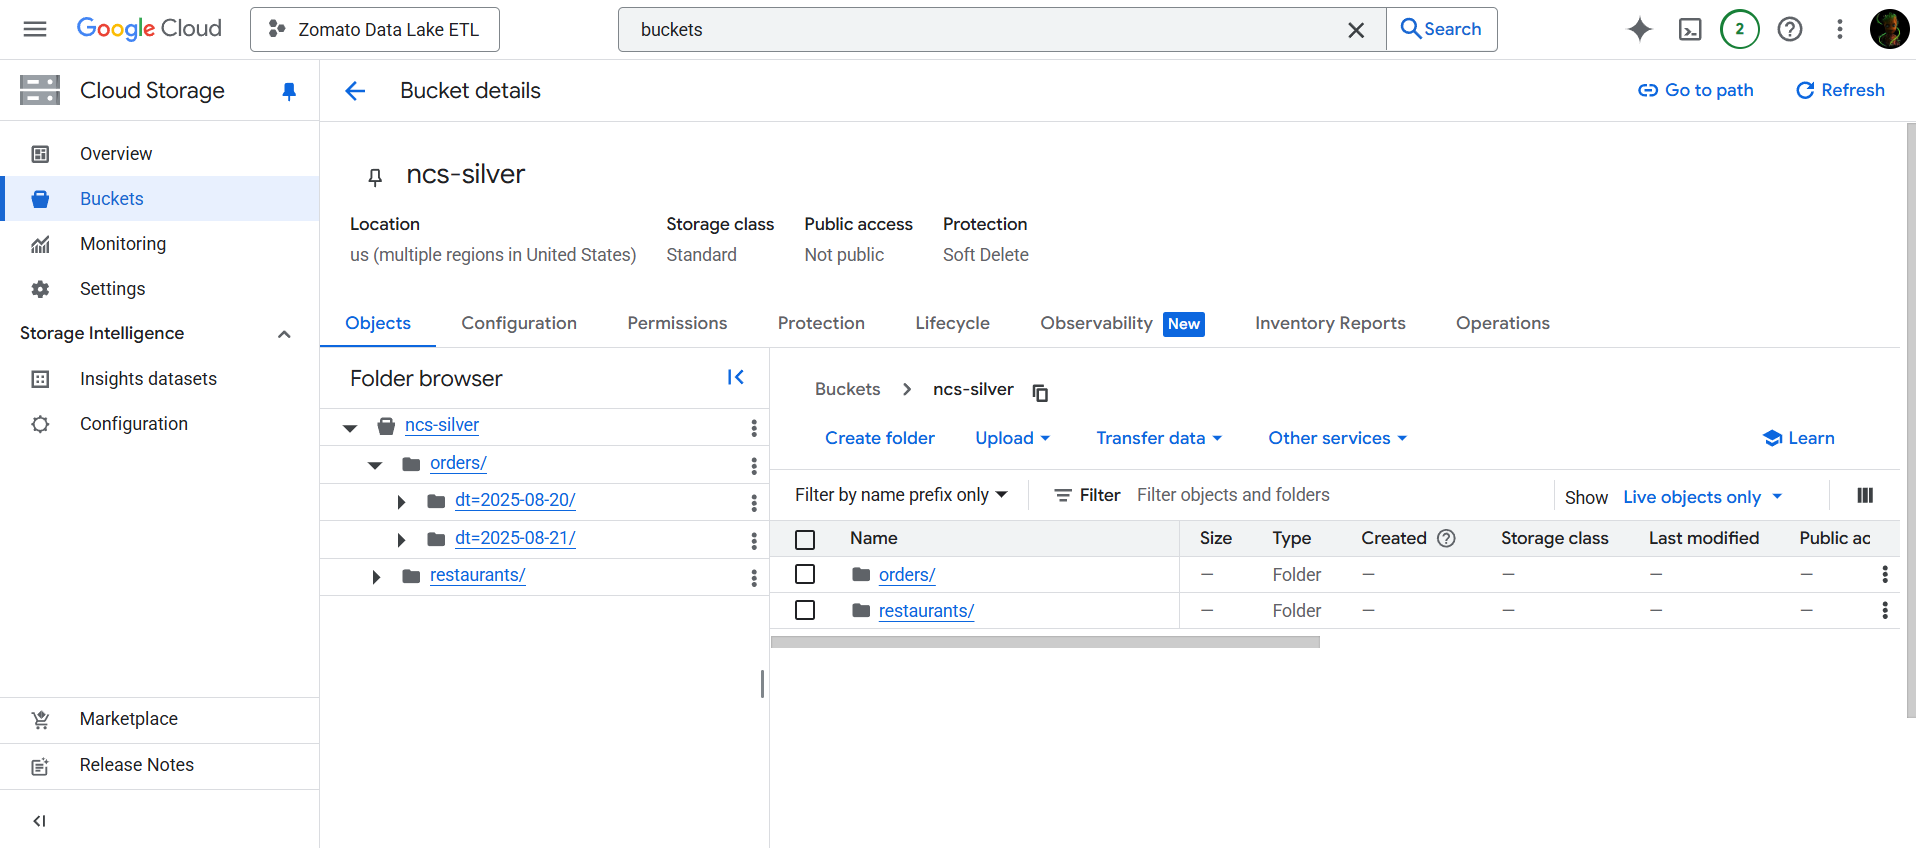 Google Cloud
Zomato Data Lake ETL
buckets
Search
2
Cloud Storage
Bucket details
Go to path
Refresh
Overview
Buckets
Monitoring
Settings
Storage Intelligence
Insights datasets
Configuration
Marketplace
Release Notes
ncs-silver
Location
us (multiple regions in United States)
Storage class
Standard
Public access
Not public
Protection
Soft Delete
Objects
Configuration
Permissions
Protection
Lifecycle
Observability New
Inventory Reports
Operations
Folder browser
ncs-silver
orders/
dt=2025-08-20/
dt=2025-08-21/
restaurants/
Buckets > ncs-silver
Create folder
Upload
Transfer data
Other services
Learn
Filter by name prefix only
Filter
Filter objects and folders
Show Live objects only
Name Size Type Created Storage class Last modified Public ac
orders/ — Folder — — — —
restaurants/ — Folder — — — —